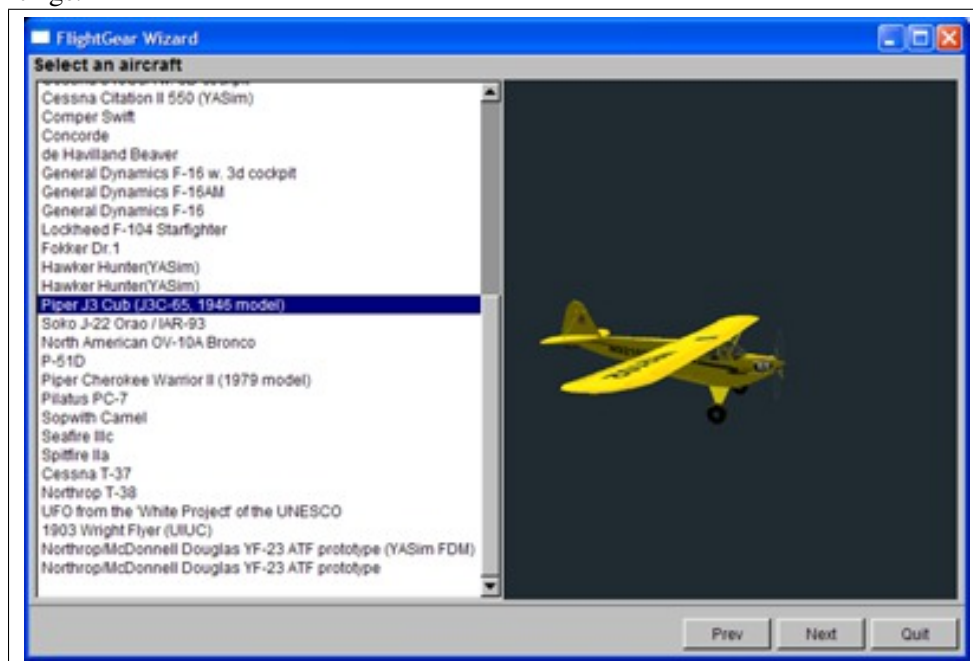 FlightGear Wizard
Select an aircraft
Cessna Citation II 550 (YASim)
Comper Swift
Concorde
de Havilland Beaver
General Dynamics F-16 w. 3d cockpit
General Dynamics F-16AM
General Dynamics F-16
Lockheed F-104 Starfighter
Fokker Dr.1
Hawker Hunter(YASim)
Hawker Hunter(YASim)
Piper J3 Cub (J3C-65, 1946 model)
Soko J-22 Orao / IAR-93
North American OV-10A Bronco
P-51D
Piper Cherokee Warrior II (1979 model)
Pilatus PC-7
Sopwith Camel
Seafire IIIc
Spitfire IIa
Cessna T-37
Northrop T-38
UFO from the 'White Project' of the UNESCO
1903 Wright Flyer (UIUC)
Northrop/McDonnell Douglas YF-23 ATF prototype (YASim FDM)
Northrop/McDonnell Douglas YF-23 ATF prototype
Prev Next Quit